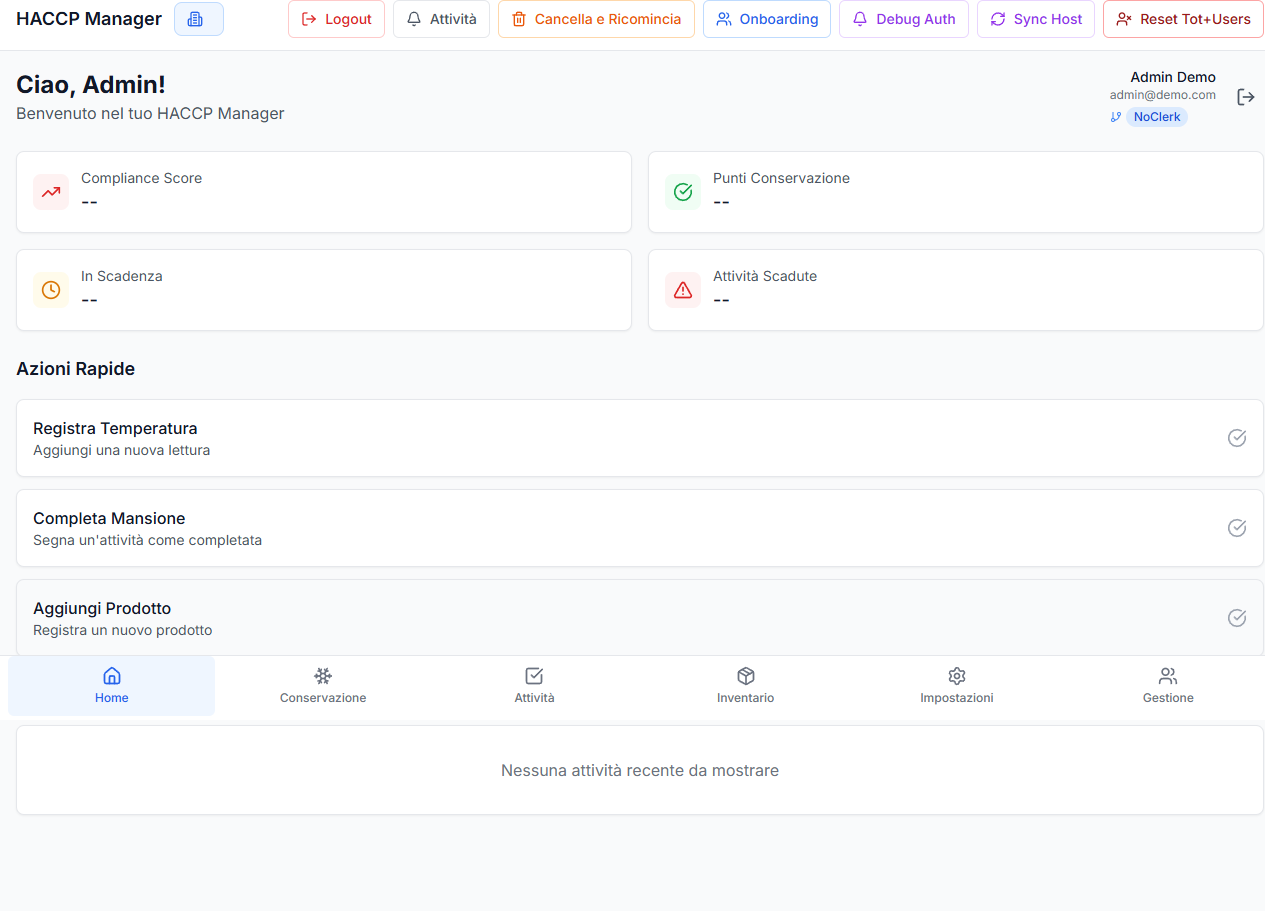 HACCP Manager
Logout
Attività
Cancella e Ricomincia
Onboarding
Debug Auth
Sync Host
Reset Tot+Users
Ciao, Admin!
Benvenuto nel tuo HACCP Manager
Admin Demo
admin@demo.com
NoClerk
Compliance Score
--
Punti Conservazione
--
In Scadenza
--
Attività Scadute
--
Azioni Rapide
Registra Temperatura
Aggiungi una nuova lettura
Completa Mansione
Segna un'attività come completata
Aggiungi Prodotto
Registra un nuovo prodotto
Home
Conservazione
Attività
Inventario
Impostazioni
Gestione
Nessuna attività recente da mostrare